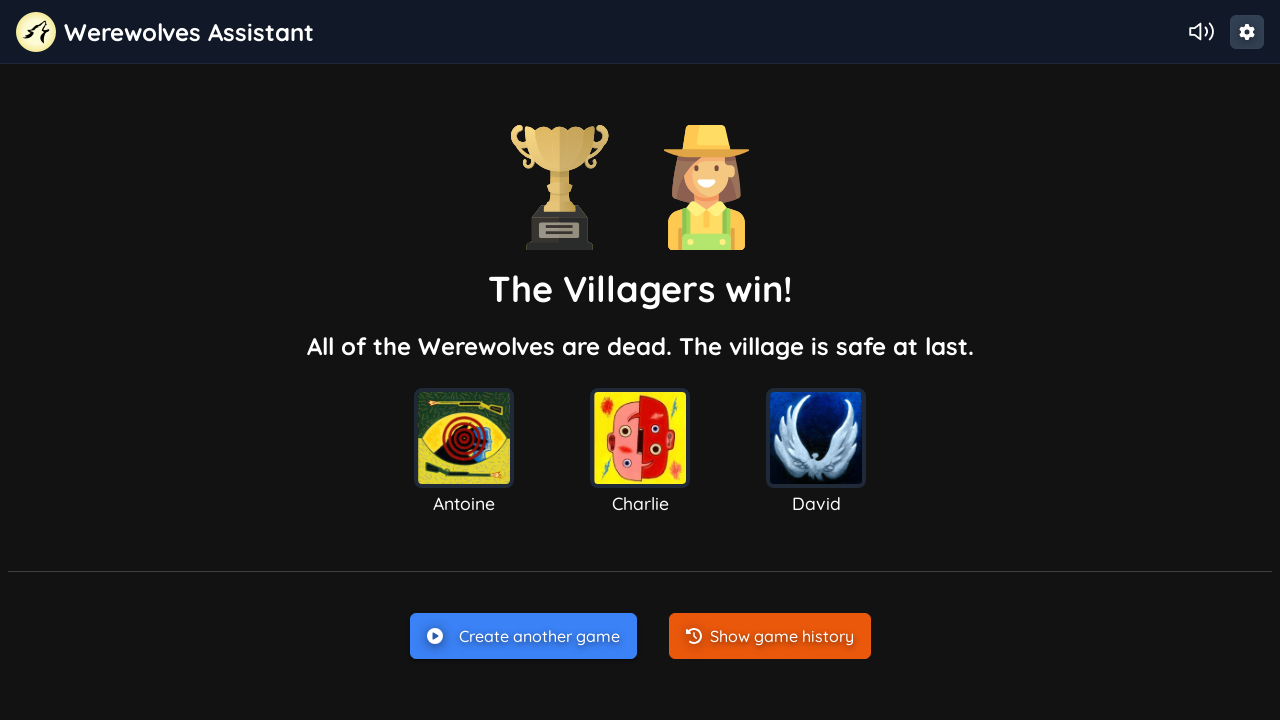 Werewolves Assistant
The Villagers win!
All of the Werewolves are dead. The village is safe at last.
Antoine
Charlie
David
Create another game
Show game history